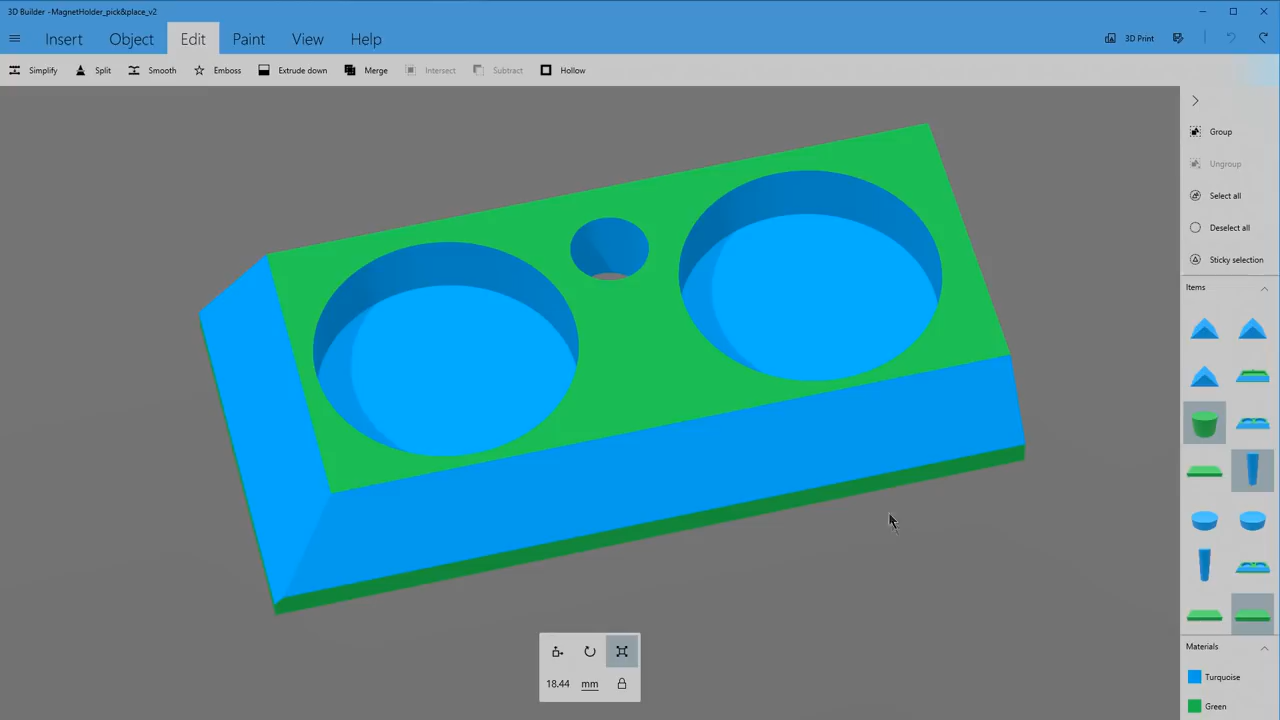 3D Builder -MagnetHolder_pick&place_v2
Insert Object Edit Paint View Help
3D Print
Simplify Split Smooth Emboss Extrude down Merge Intersect Subtract Hollow
Group
Ungroup
Select all
Deselect all
Sticky selection
Items
18.44 mm
Materials
Turquoise
Green